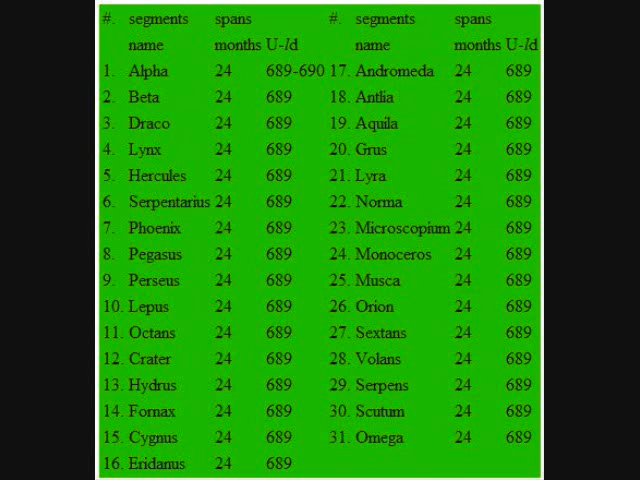 #. segments spans #. segments spans
name months U-ld name months U-ld
1. Alpha 24 689-690 17. Andromeda 24 689
2. Beta 24 689 18. Antlia 24 689
3. Draco 24 689 19. Aquila 24 689
4. Lynx 24 689 20. Grus 24 689
5. Hercules 24 689 21. Lyra 24 689
6. Serpentarius 24 689 22. Norma 24 689
7. Phoenix 24 689 23. Microscopium 24 689
8. Pegasus 24 689 24. Monoceros 24 689
9. Perseus 24 689 25. Musca 24 689
10. Lepus 24 689 26. Orion 24 689
11. Octans 24 689 27. Sextans 24 689
12. Crater 24 689 28. Volans 24 689
13. Hydrus 24 689 29. Serpens 24 689
14. Fornax 24 689 30. Scutum 24 689
15. Cygnus 24 689 31. Omega 24 689
16. Eridanus 24 689